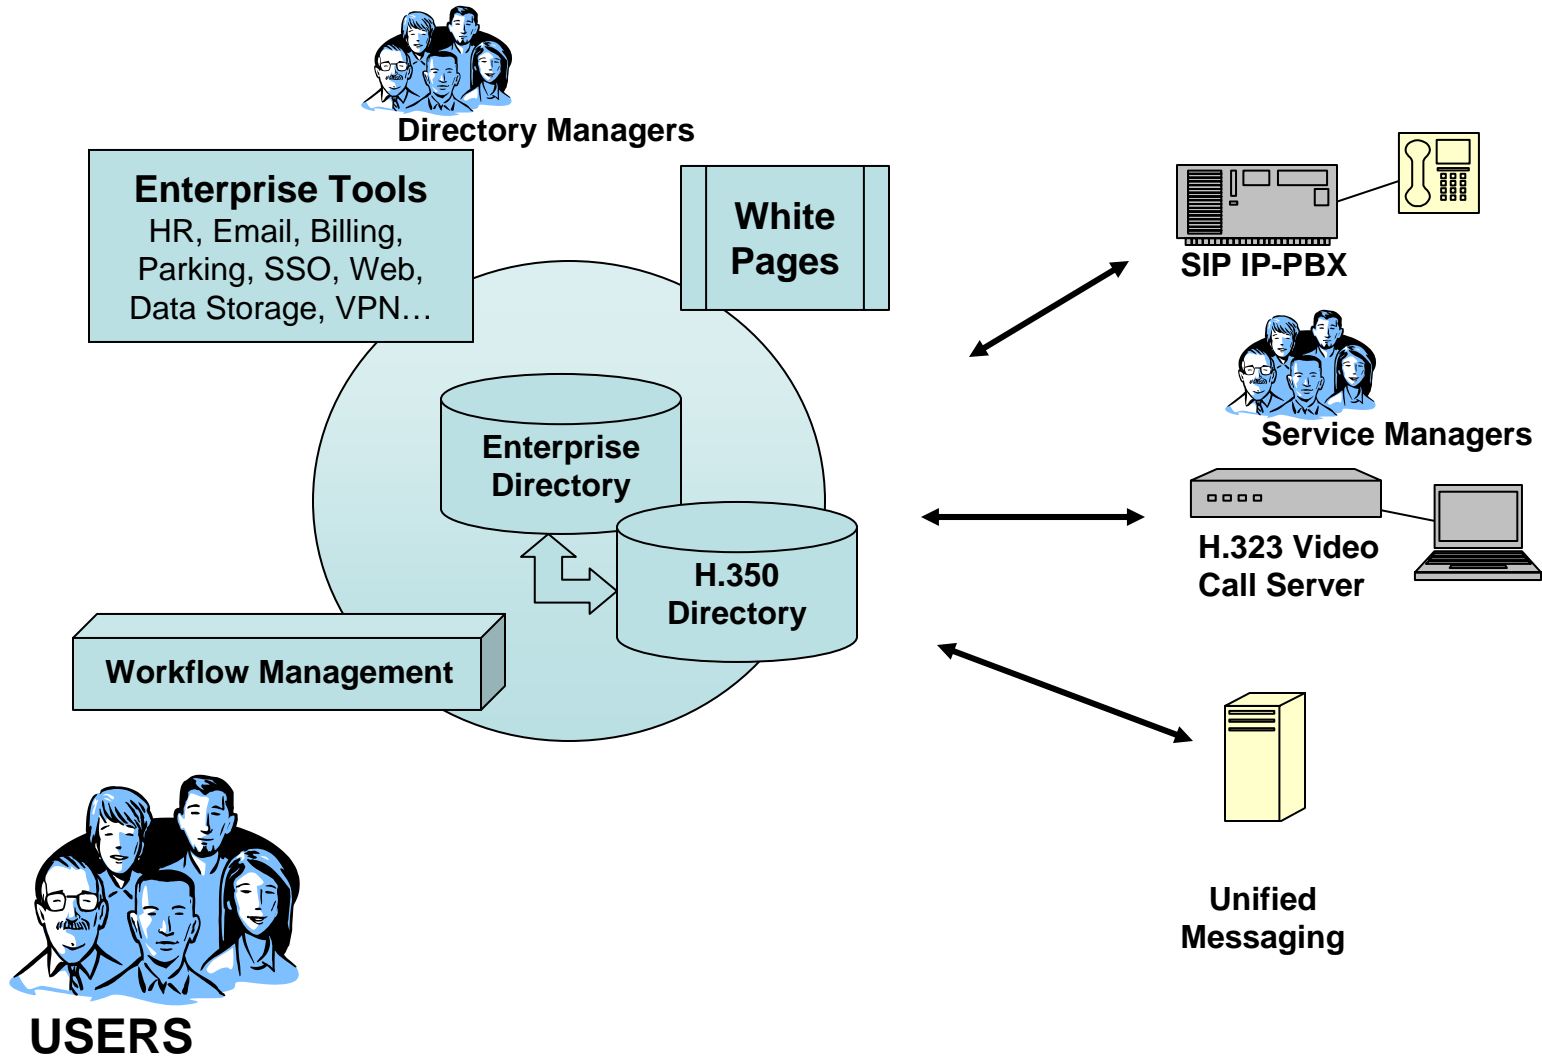 Directory Managers
Enterprise Tools
HR, Email, Billing,
Parking, SSO, Web,
Data Storage, VPN…
White
Pages
SIP IP-PBX
Service Managers
Enterprise
Directory
H.350
Directory
H.323 Video
Call Server
Workflow Management
Unified
Messaging
USERS